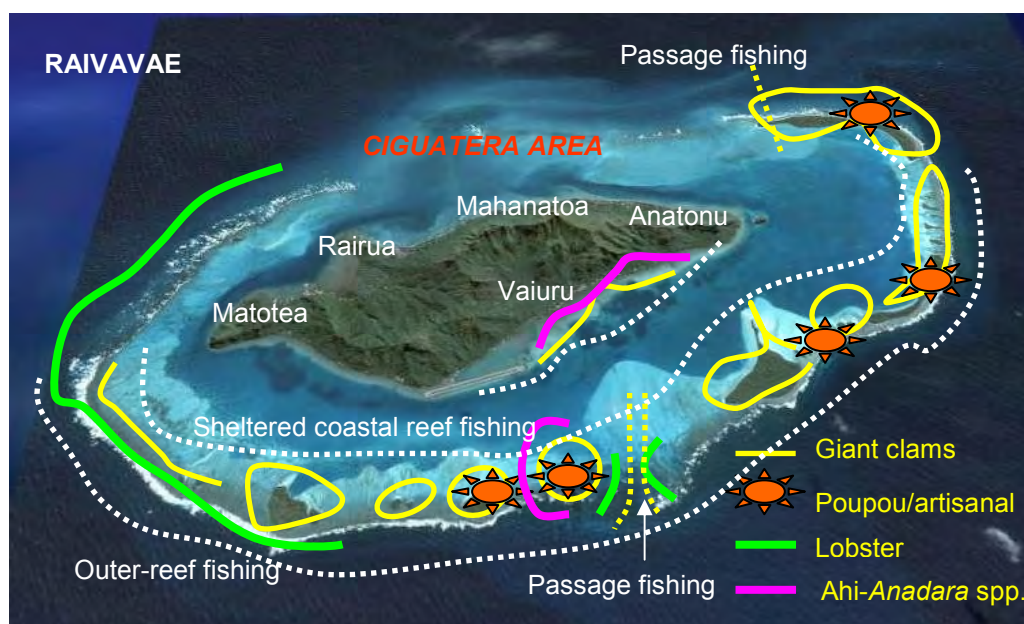 RAIVAVAE
Passage fishing
CIGUATERA AREA
Mahanatoa
Anatonu
Rairua
Vaiuru
Matotea
Sheltered coastal reef fishing
Giant clams
Poupou/artisanal
Lobster
Outer-reef fishing
Passage fishing
Ahi-Anadara spp.